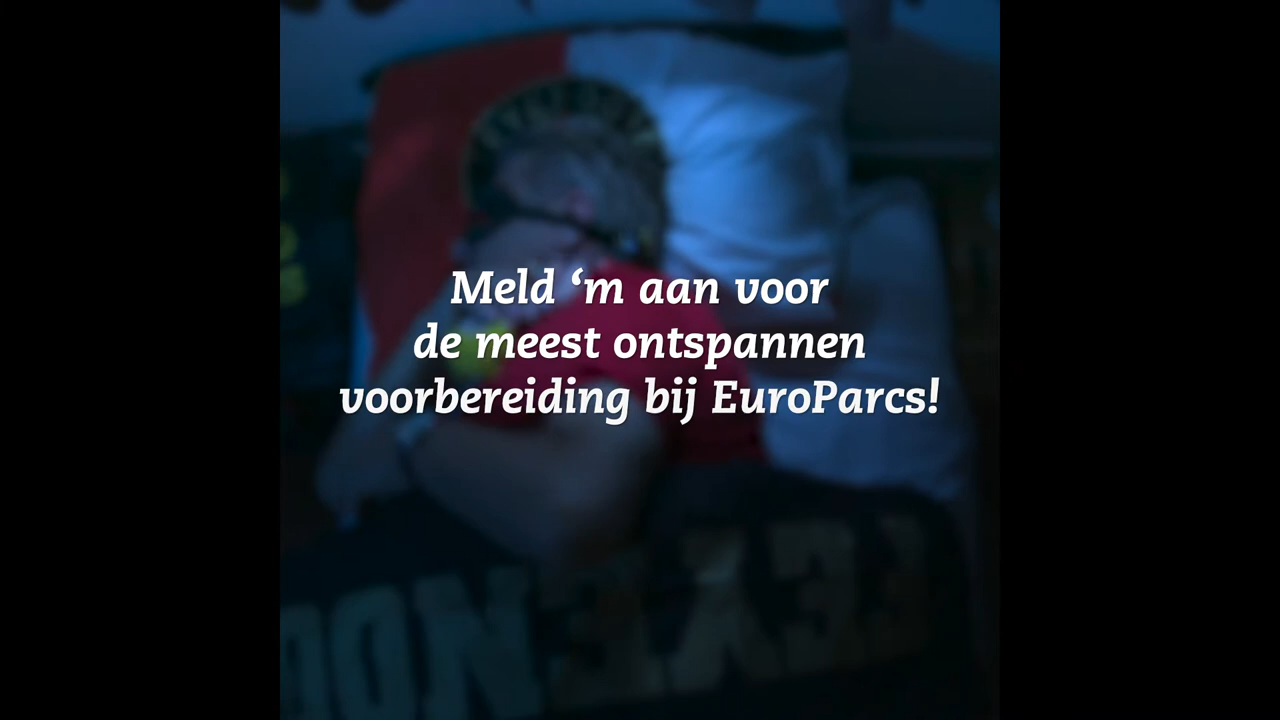 Meld ‘m aan voor
de meest ontspannen
voorbereiding bij EuroParcs!